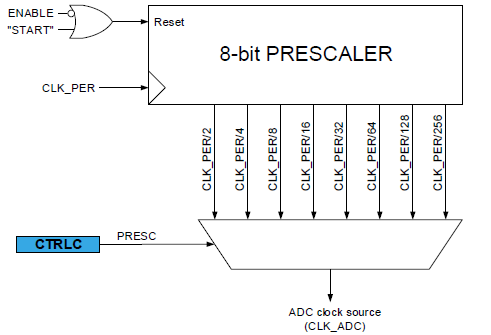 ENABLE
"START"
Reset
8-bit PRESCALER
CLK_PER
CLK_PER/2
CLK_PER/4
CLK_PER/8
CLK_PER/16
CLK_PER/32
CLK_PER/64
CLK_PER/128
CLK_PER/256
CTRLC
PRESC
ADC clock source
(CLK_ADC)